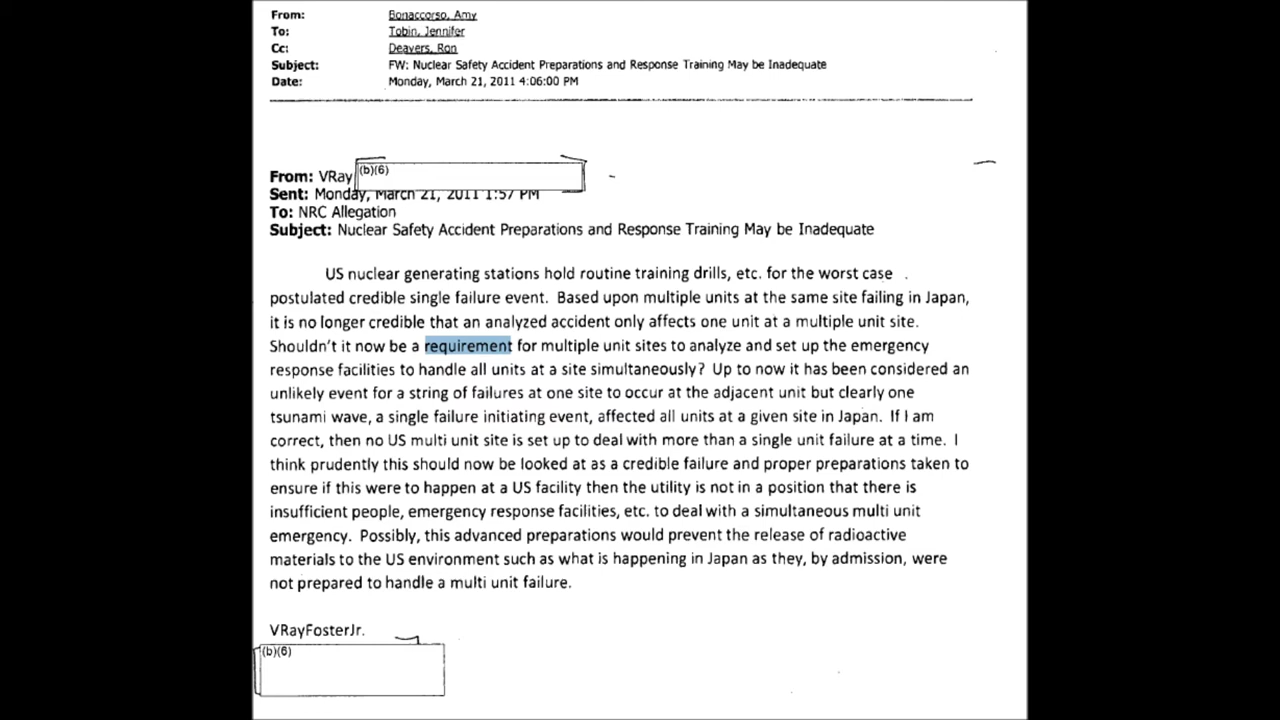 From: Bonaccorso, Amy
To: Tobin, Jennifer
Cc: Deavers, Ron
Subject: FW: Nuclear Safety Accident Preparations and Response Training May be Inadequate
Date: Monday, March 21, 2011 4:06:00 PM
From: VRay (b)(6)
Sent: Monday, March 21, 2011 1:57 PM
To: NRC Allegation
Subject: Nuclear Safety Accident Preparations and Response Training May be Inadequate
US nuclear generating stations hold routine training drills, etc. for the worst case
postulated credible single failure event. Based upon multiple units at the same site failing in Japan,
it is no longer credible that an analyzed accident only affects one unit at a multiple unit site.
Shouldn't it now be a requirement for multiple unit sites to analyze and set up the emergency
response facilities to handle all units at a site simultaneously? Up to now it has been considered an
unlikely event for a string of failures at one site to occur at the adjacent unit but clearly one
tsunami wave, a single failure initiating event, affected all units at a given site in Japan. If I am
correct, then no US multi unit site is set up to deal with more than a single unit failure at a time. I
think prudently this should now be looked at as a credible failure and proper preparations taken to
ensure if this were to happen at a US facility then the utility is not in a position that there is
insufficient people, emergency response facilities, etc. to deal with a simultaneous multi unit
emergency. Possibly, this advanced preparations would prevent the release of radioactive
materials to the US environment such as what is happening in Japan as they, by admission, were
not prepared to handle a multi unit failure.
VRayFosterJr.
(b)(6)